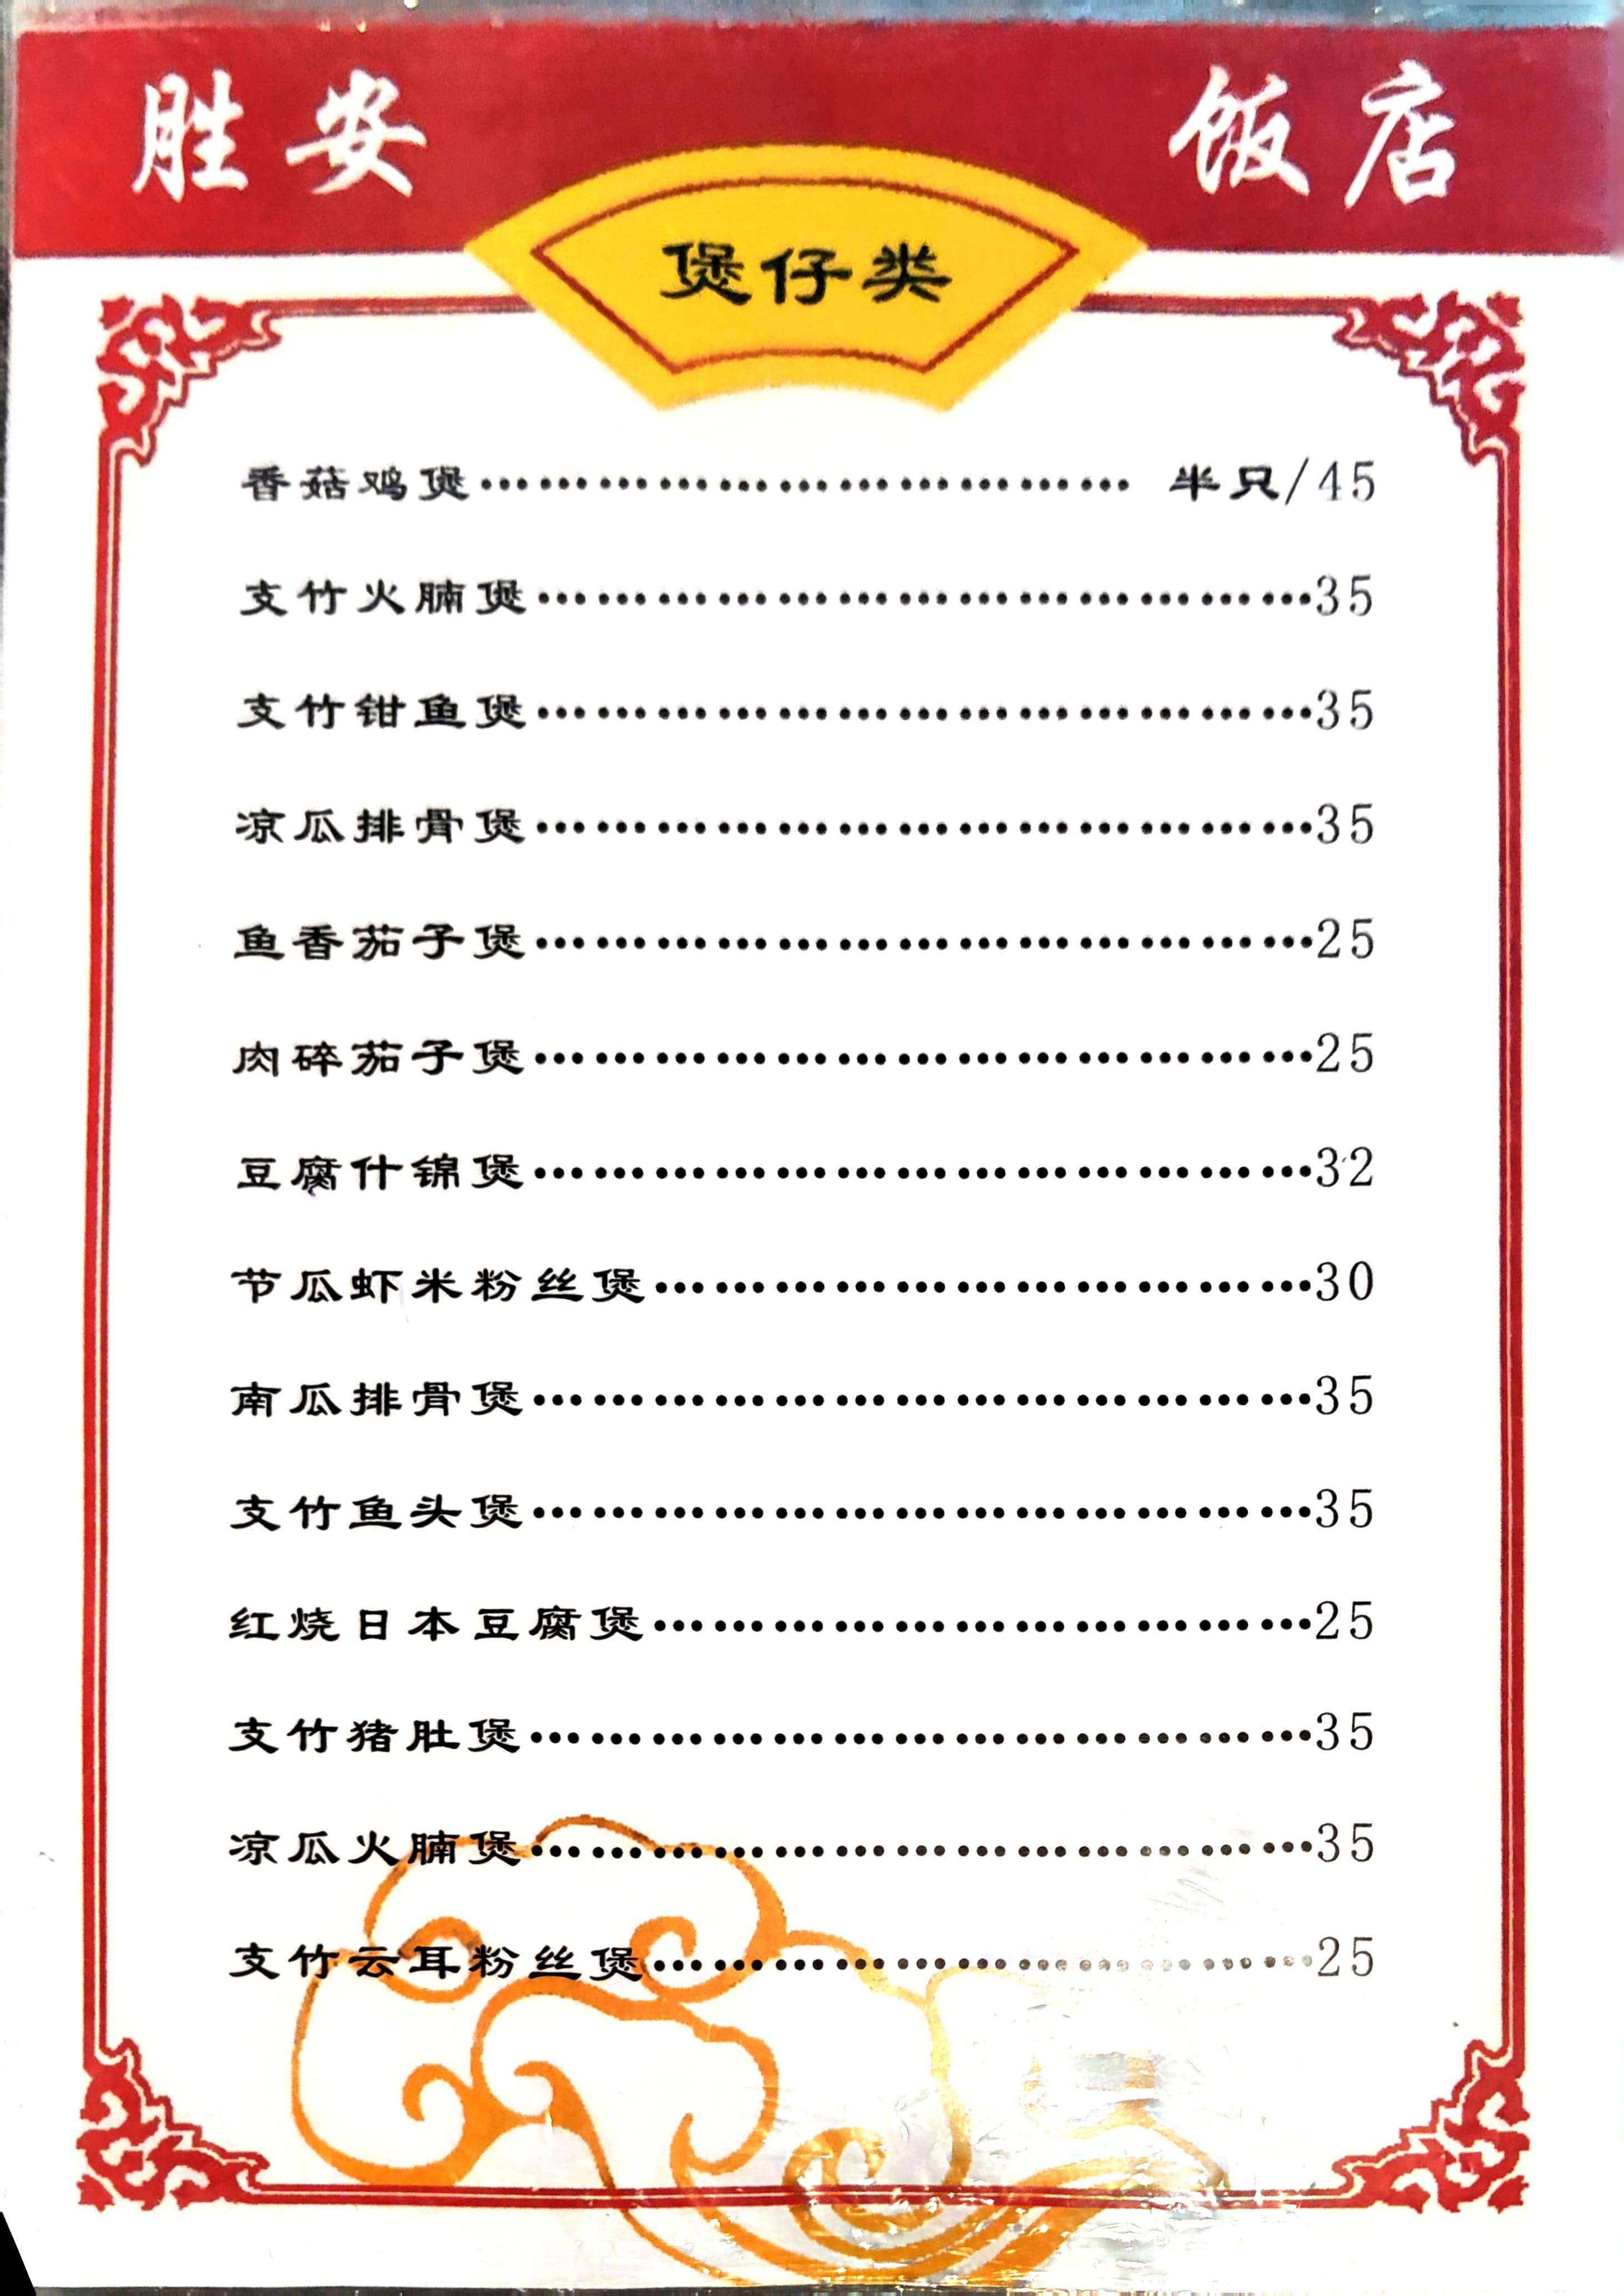 胜安 饭店
煲仔类
香菇鸡煲………………………………半只/45
支竹火腩煲……………………………………35
支竹钳鱼煲……………………………………35
凉瓜排骨煲……………………………………35
鱼香茄子煲……………………………………25
肉碎茄子煲……………………………………25
豆腐什锦煲……………………………………32
节瓜虾米粉丝煲………………………………30
南瓜排骨煲……………………………………35
支竹鱼头煲……………………………………35
红烧日本豆腐煲………………………………25
支竹猪肚煲……………………………………35
凉瓜火腩煲……………………………………35
支竹云耳粉丝煲………………………………25